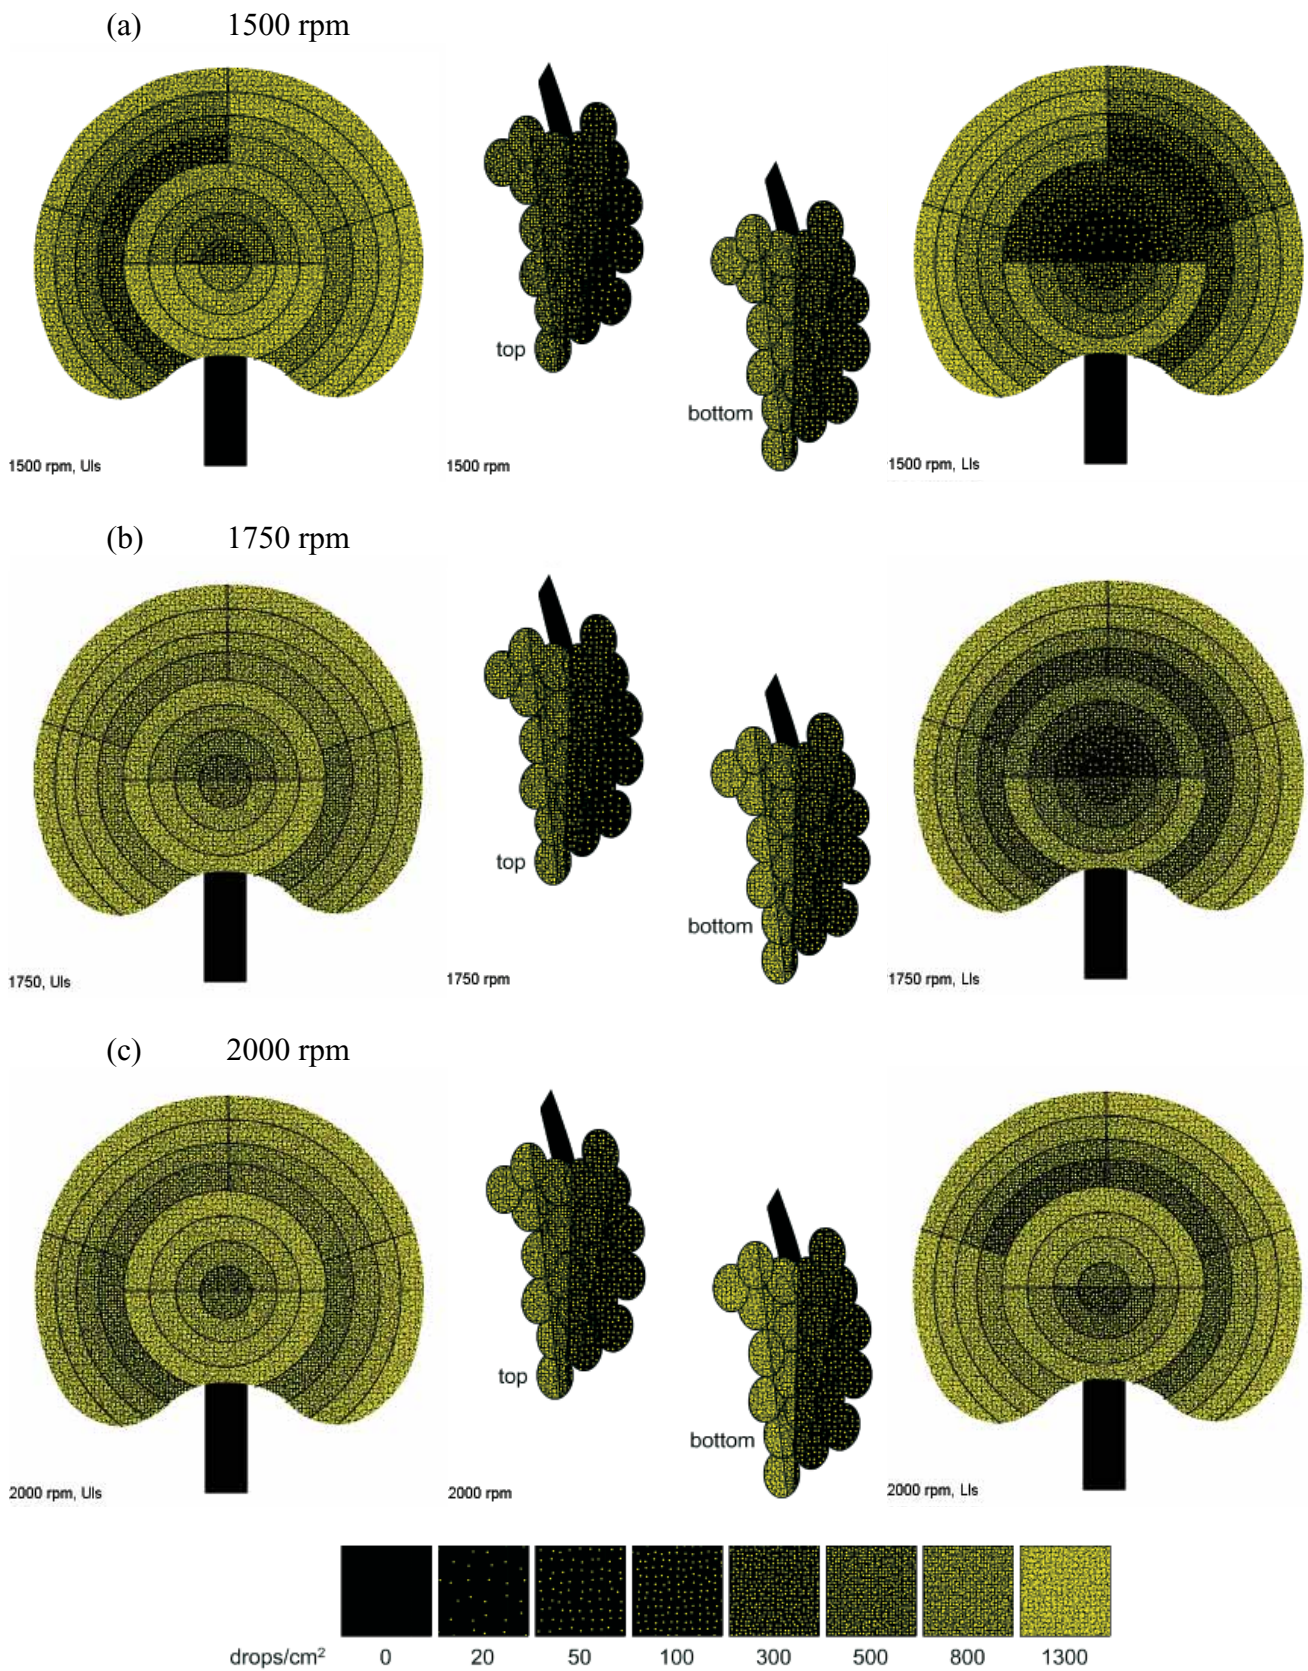 (a) 1500 rpm
top
bottom
1500 rpm, Uls
1500 rpm
1500 rpm, Lls
(b) 1750 rpm
top
bottom
1750, Uls
1750 rpm
1750 rpm, Lls
(c) 2000 rpm
top
bottom
2000 rpm, Uls
2000 rpm
2000 rpm, Lls
drops/cm² 0 20 50 100 300 500 800 1300